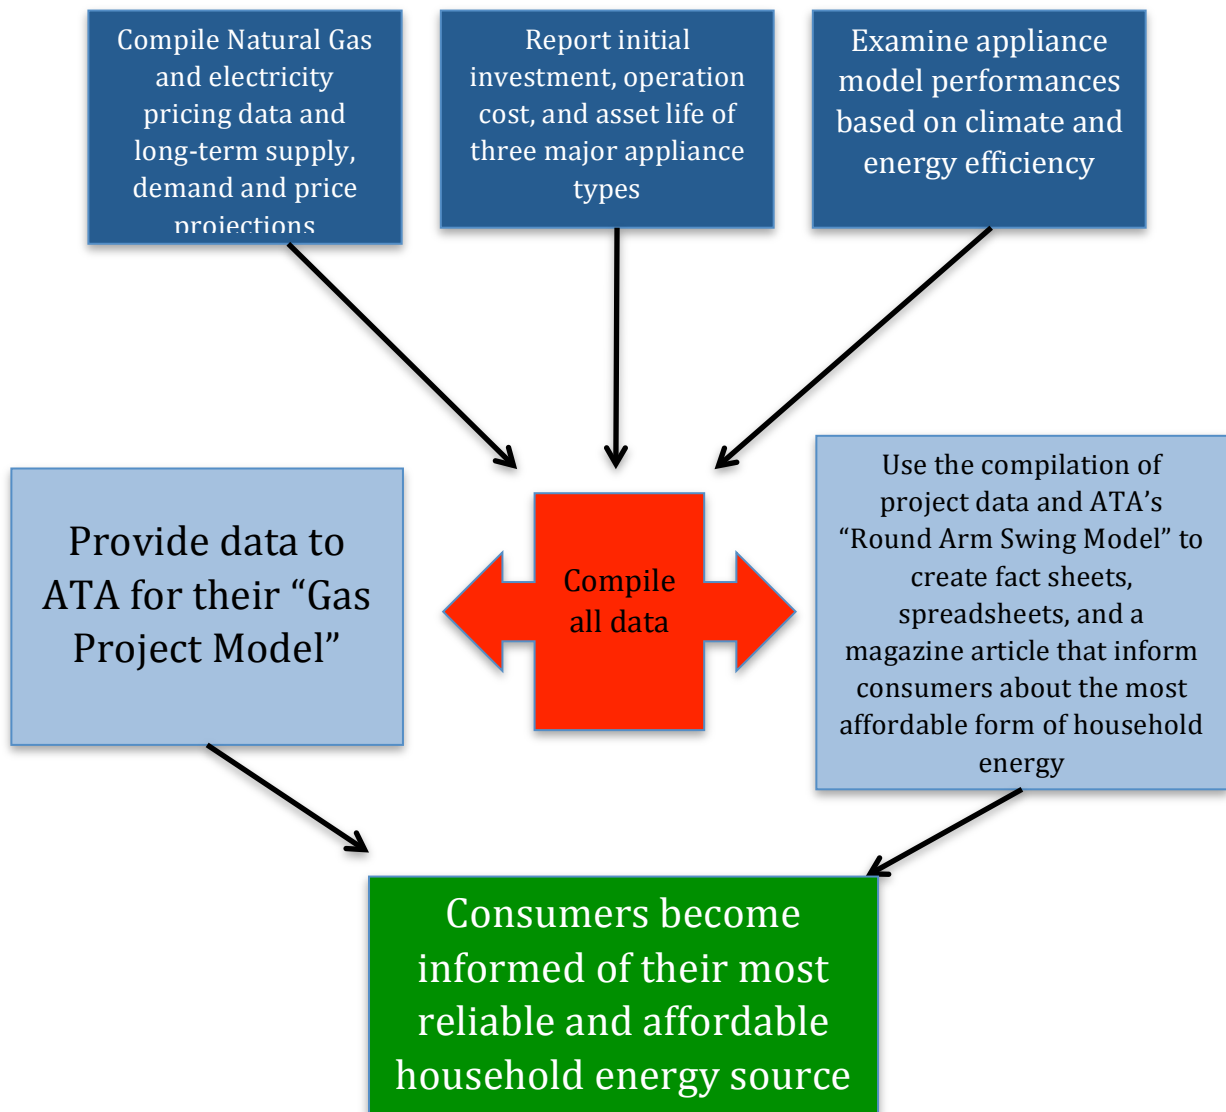 Compile Natural Gas
and electricity
pricing data and
long-term supply,
demand and price
projections
Report initial
investment, operation
cost, and asset life of
three major appliance
types
Examine appliance
model performances
based on climate and
energy efficiency
Provide data to
ATA for their “Gas
Project Model”
Compile
all data
Use the compilation of
project data and ATA’s
“Round Arm Swing Model” to
create fact sheets,
spreadsheets, and a
magazine article that inform
consumers about the most
affordable form of household
energy
Consumers become
informed of their most
reliable and affordable
household energy source